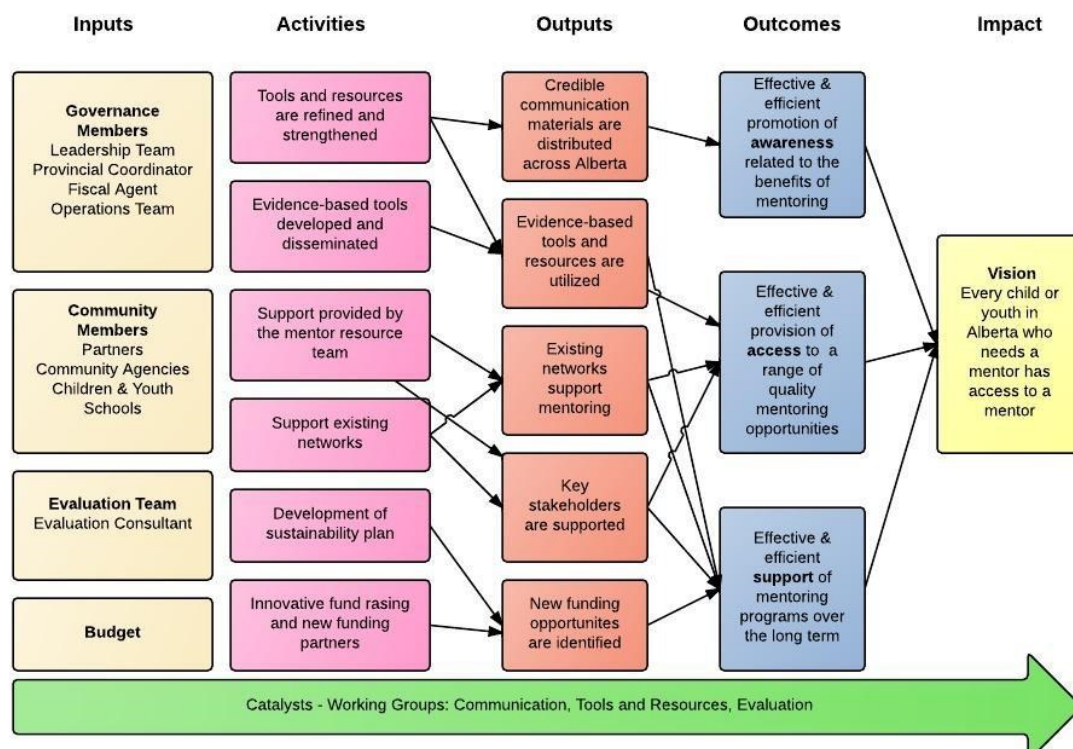 Inputs
Activities
Outputs
Outcomes
Impact
Governance
Members
Leadership Team
Provincial Coordinator
Fiscal Agent
Operations Team
Community
Members
Partners
Community Agencies
Children & Youth
Schools
Evaluation Team
Evaluation Consultant
Budget
Tools and resources
are refined and
strengthened
Evidence-based tools
developed and
disseminated
Support provided by
the mentor resource
team
Support existing
networks
Development of
sustainability plan
Innovative fund rasing
and new funding
partners
Credible
communication
materials are
distributed
across Alberta
Evidence-based
tools and
resources are
utilized
Existing
networks
support
mentoring
Key
stakeholders
are supported
New funding
opportunites
are identified
Effective &
efficient
promotion of
awareness
related to the
benefits of
mentoring
Effective &
efficient
provision of
access to a
range of
quality
mentoring
opportunities
Effective &
efficient
support of
mentoring
programs over
the long term
Vision
Every child or
youth in
Alberta who
needs a
mentor has
access to a
mentor
Catalysts - Working Groups: Communication, Tools and Resources, Evaluation